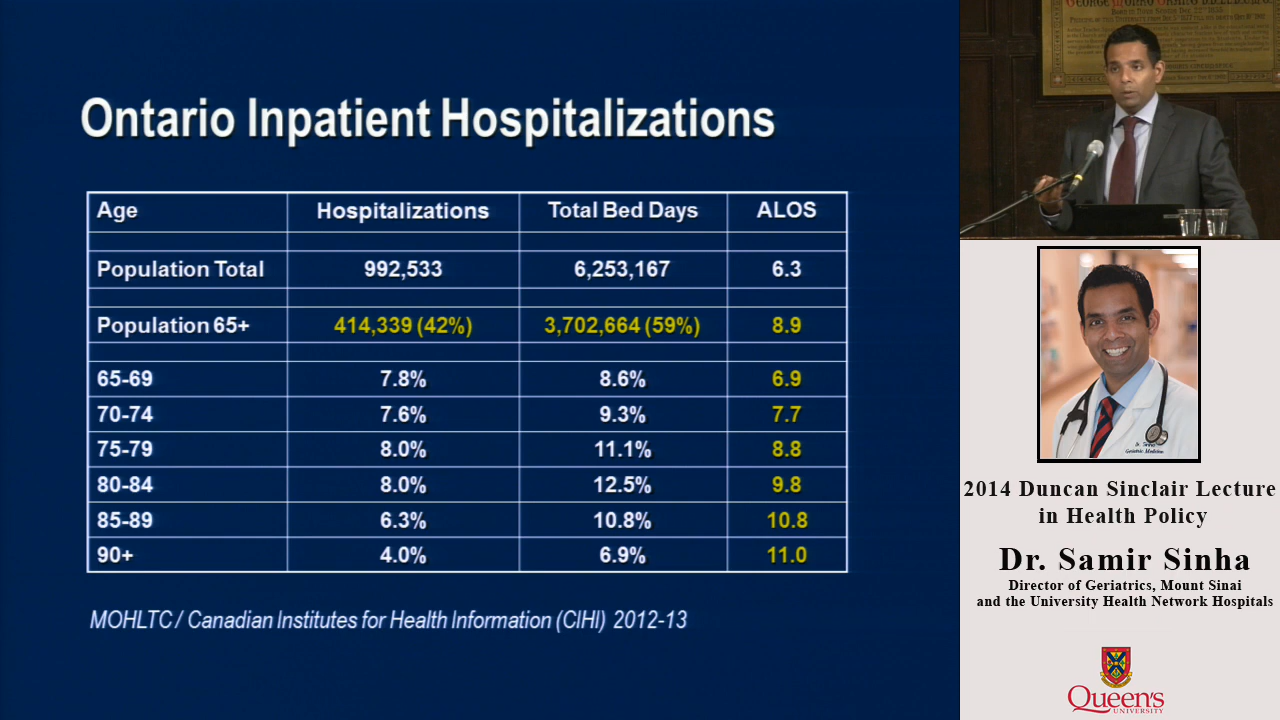 Ontario Inpatient Hospitalizations
Age Hospitalizations Total Bed Days ALOS
Population Total 992,533 6,253,167 6.3
Population 65+ 414,339 (42%) 3,702,664 (59%) 8.9
65-69 7.8% 8.6% 6.9
70-74 7.6% 9.3% 7.7
75-79 8.0% 11.1% 8.8
80-84 8.0% 12.5% 9.8
85-89 6.3% 10.8% 10.8
90+ 4.0% 6.9% 11.0
MOHLTC / Canadian Institutes for Health Information (CIHI) 2012-13
Dr. Sinha
Geriatric Medicine
2014 Duncan Sinclair Lecture
in Health Policy
Dr. Samir Sinha
Director of Geriatrics, Mount Sinai
and the University Health Network Hospitals
Queen's
UNIVERSITY